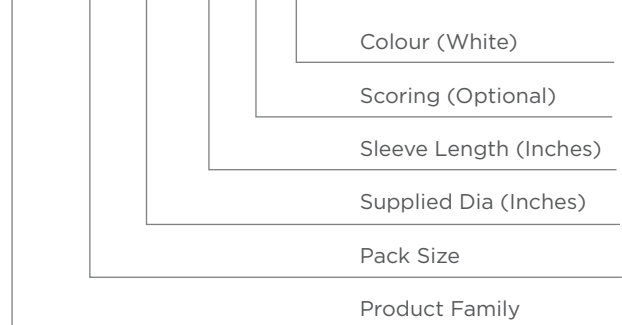 Colour (White)
Scoring (Optional)
Sleeve Length (Inches)
Supplied Dia (Inches)
Pack Size
Product Family